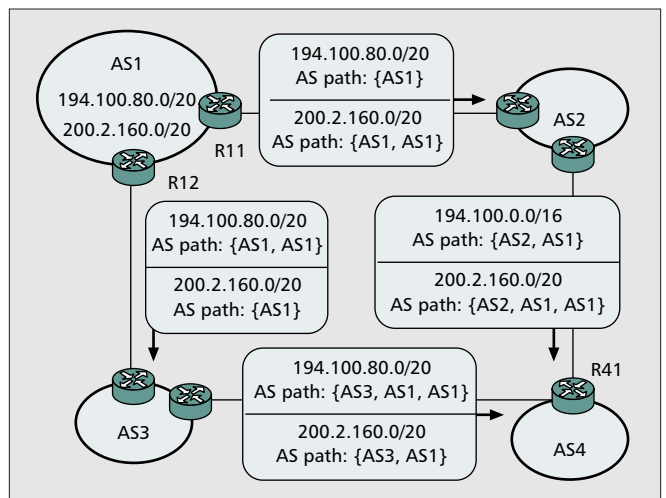 AS1
194.100.80.0/20
200.2.160.0/20
R11
R12
194.100.80.0/20
AS path: {AS1}
200.2.160.0/20
AS path: {AS1, AS1}
AS2
194.100.80.0/20
AS path: {AS1, AS1}
200.2.160.0/20
AS path: {AS1}
194.100.0.0/16
AS path: {AS2, AS1}
200.2.160.0/20
AS path: {AS2, AS1, AS1}
AS3
194.100.80.0/20
AS path: {AS3, AS1, AS1}
200.2.160.0/20
AS path: {AS3, AS1}
R41
AS4